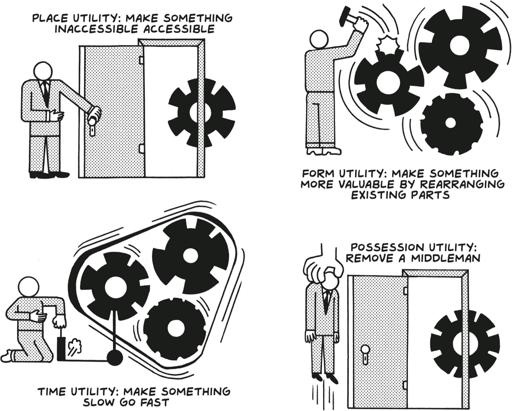 PLACE UTILITY: MAKE SOMETHING
INACCESSIBLE ACCESSIBLE
FORM UTILITY: MAKE SOMETHING
MORE VALUABLE BY REARRANGING
EXISTING PARTS
TIME UTILITY: MAKE SOMETHING
SLOW GO FAST
POSSESSION UTILITY:
REMOVE A MIDDLEMAN